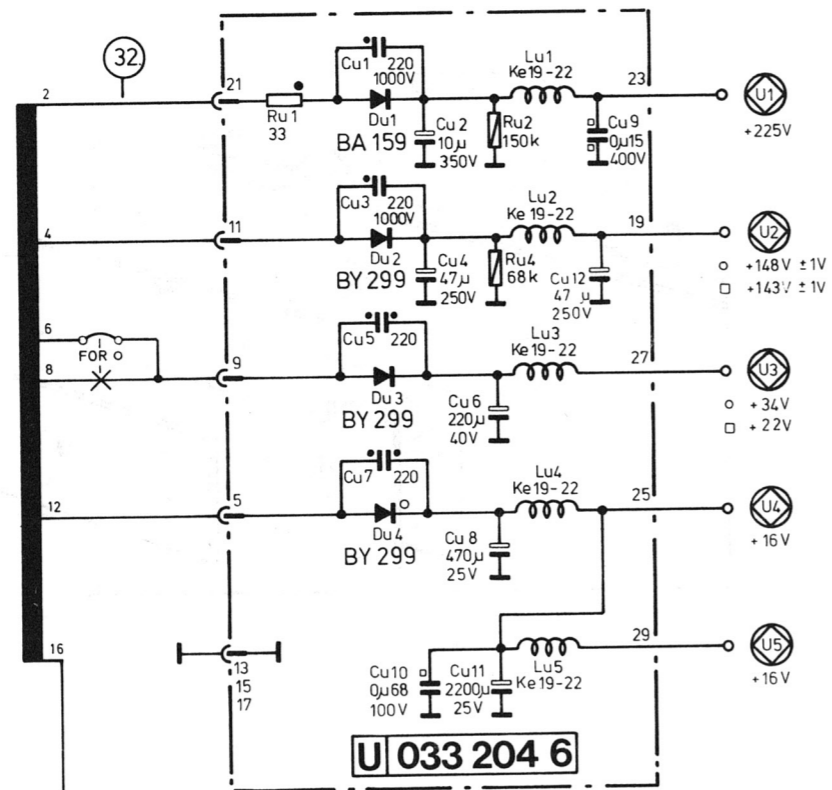 32.
2
21
Ru1
33
Cu1 220
1000V
Du1
BA 159
Cu2
10µ
350V
Ru2
150k
Lu1
Ke19-22
Cu9
0µ15
400V
23
U1
+225V
4
11
Cu3 220
1000V
Du2
BY 299
Cu4
47µ
250V
Ru4
68k
Lu2
Ke 19-22
Cu12
47 µ
250V
19
U2
+148V ±1V
+143V ±1V
6
FOR
8
9
Cu5 220
Du3
BY 299
Cu6
220µ
40V
Lu3
Ke19-22
27
U3
+34V
+22V
12
5
Cu7 220
Du4
BY 299
Cu8
470µ
25V
Lu4
Ke19-22
25
U4
+16V
16
13
15
17
Cu10
0µ68
100V
Cu11
2200µ
25V
Lu5
Ke19-22
29
U5
+16V
U 033 204 6